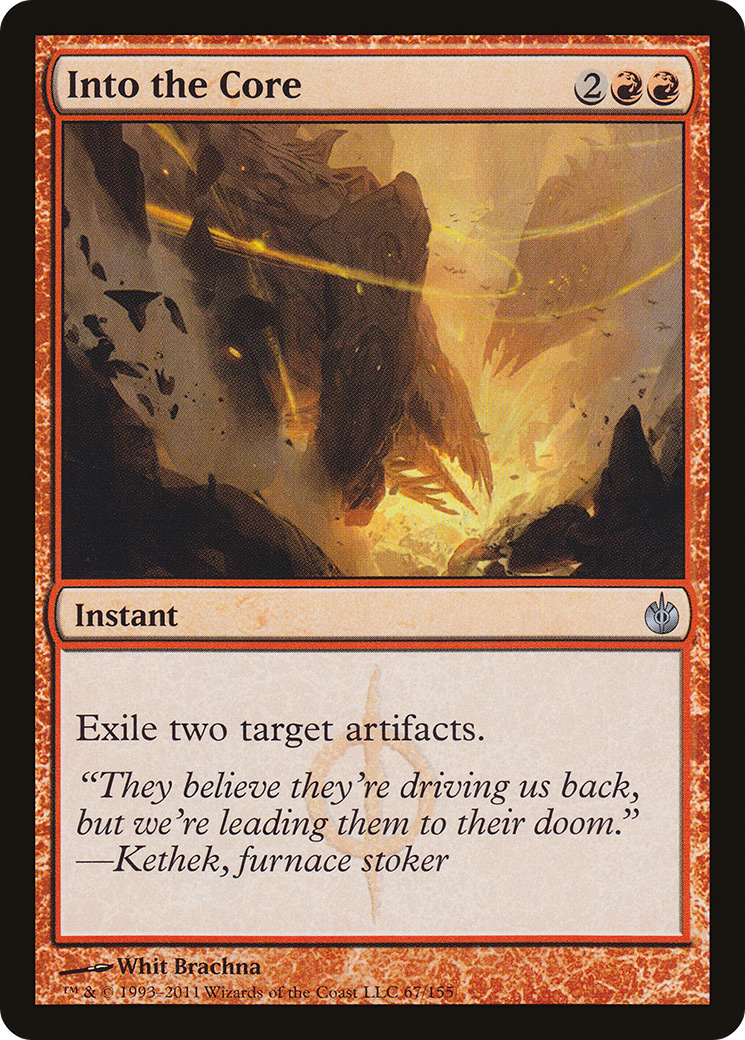 Into the Core
2
Instant
Exile two target artifacts.
“They believe they’re driving us back,
but we’re leading them to their doom.”
—Kethek, furnace stoker
Whit Brachna
™ & © 1993–2011 Wizards of the Coast LLC 67/155